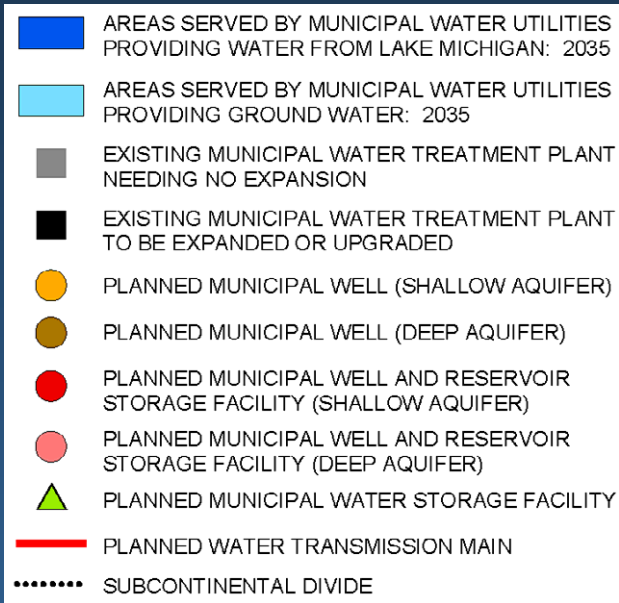 AREAS SERVED BY MUNICIPAL WATER UTILITIES
PROVIDING WATER FROM LAKE MICHIGAN: 2035
AREAS SERVED BY MUNICIPAL WATER UTILITIES
PROVIDING GROUND WATER: 2035
EXISTING MUNICIPAL WATER TREATMENT PLANT
NEEDING NO EXPANSION
EXISTING MUNICIPAL WATER TREATMENT PLANT
TO BE EXPANDED OR UPGRADED
PLANNED MUNICIPAL WELL (SHALLOW AQUIFER)
PLANNED MUNICIPAL WELL (DEEP AQUIFER)
PLANNED MUNICIPAL WELL AND RESERVOIR
STORAGE FACILITY (SHALLOW AQUIFER)
PLANNED MUNICIPAL WELL AND RESERVOIR
STORAGE FACILITY (DEEP AQUIFER)
PLANNED MUNICIPAL WATER STORAGE FACILITY
PLANNED WATER TRANSMISSION MAIN
SUBCONTINENTAL DIVIDE